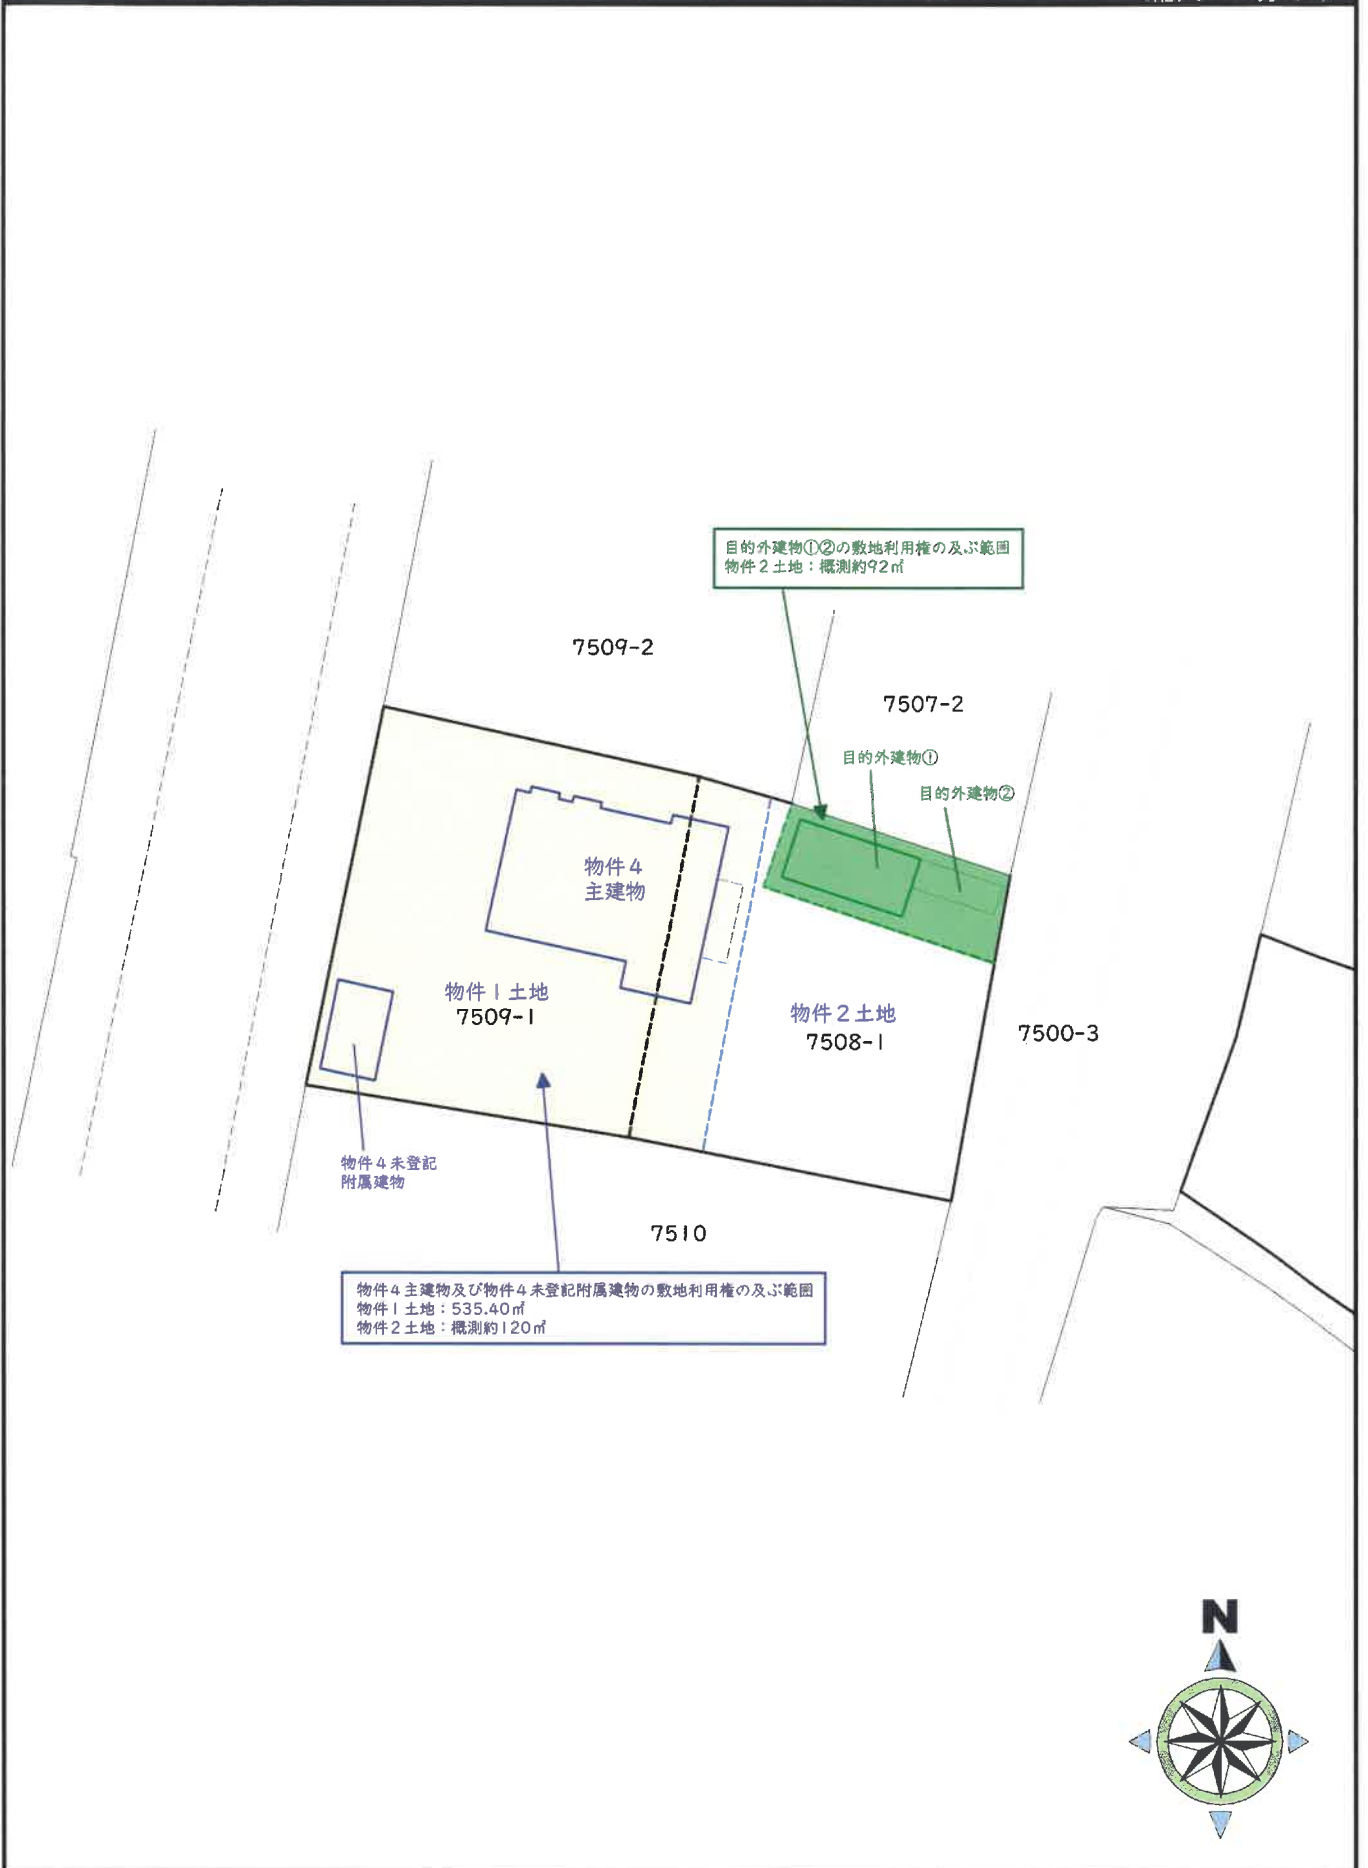 目的外建物①②の敷地利用権の及ぶ範囲
物件2土地：概測約92㎡
7509-2
7507-2
目的外建物①
目的外建物②
物件4
主建物
物件1土地
7509-1
物件2土地
7508-1
7500-3
物件4未登記
附属建物
7510
物件4主建物及び物件4未登記附属建物の敷地利用権の及ぶ範囲
物件1土地：535.40㎡
物件2土地：概測約120㎡
N